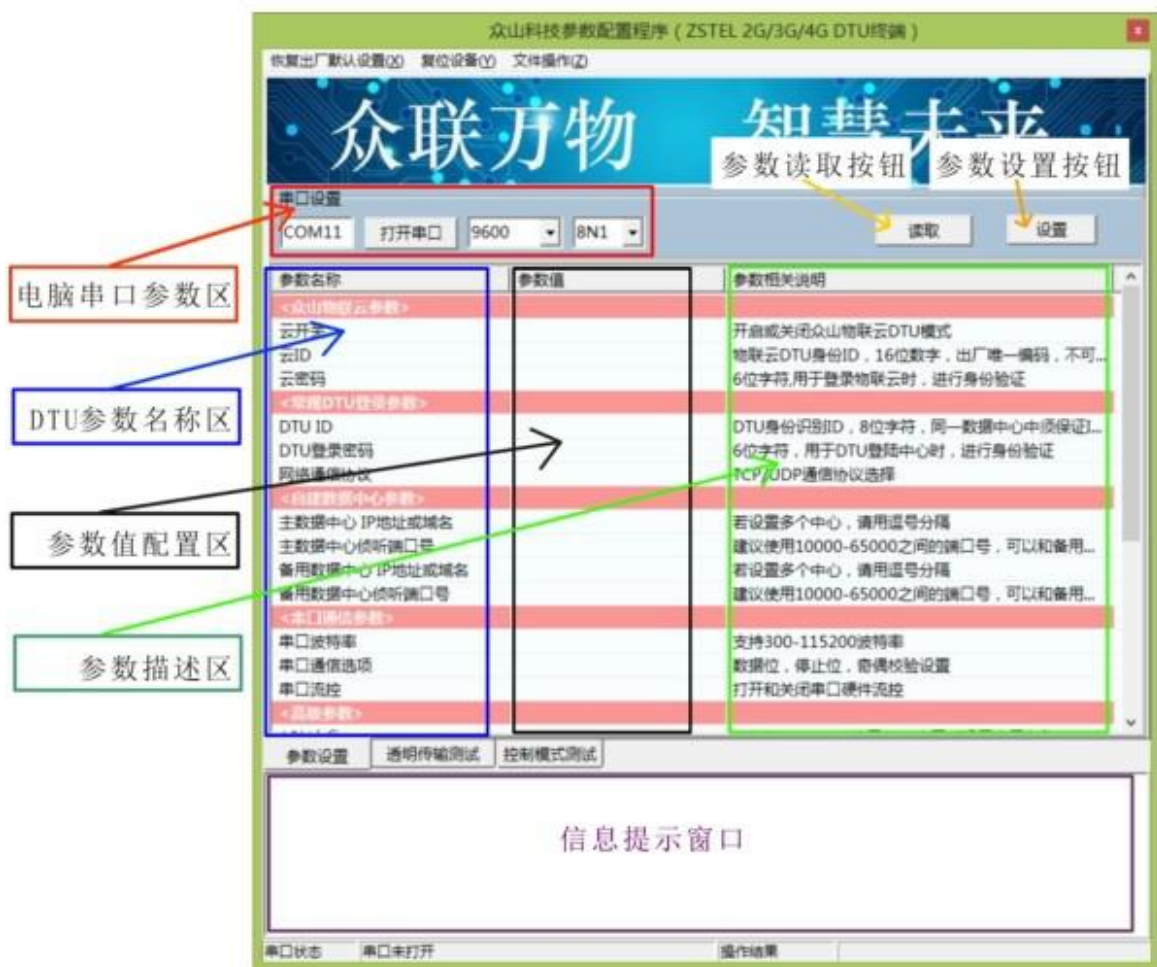 众山科技参数配置程序 ( ZSTEL 2G/3G/4G DTU终端 )
x
恢复出厂默认设置(X) 复位设备(Y) 文件操作(Z)
众联万物 智慧未来
参数读取按钮 参数设置按钮
串口设置
COM11 打开串口 9600 8N1 读取 设置
电脑串口参数区
DTU参数名称区
参数值配置区
参数描述区
参数名称 参数值 参数相关说明
<众山物联云参数>
云开关 开启或关闭众山物联云DTU模式
云ID 物联云DTU身份ID，16位数字，出厂唯一编码，不可...
云密码 6位字符,用于登录物联云时，进行身份验证
<常规DTU登录参数>
DTU ID DTU身份识别ID，8位字符，同一数据中心中须保证I...
DTU登录密码 6位字符，用于DTU登陆中心时，进行身份验证
网络通信协议 TCP/UDP通信协议选择
<自建数据中心参数>
主数据中心 IP地址或域名 若设置多个中心，请用逗号分隔
主数据中心侦听端口号 建议使用10000-65000之间的端口号，可以和备用...
备用数据中心 IP地址或域名 若设置多个中心，请用逗号分隔
备用数据中心侦听端口号 建议使用10000-65000之间的端口号，可以和备用...
<串口通信参数>
串口波特率 支持300-115200波特率
串口通信选项 数据位，停止位，奇偶校验设置
串口流控 打开和关闭串口硬件流控
<高级参数>
参数设置 透明传输测试 控制模式测试
信息提示窗口
串口状态 串口未打开 操作结果